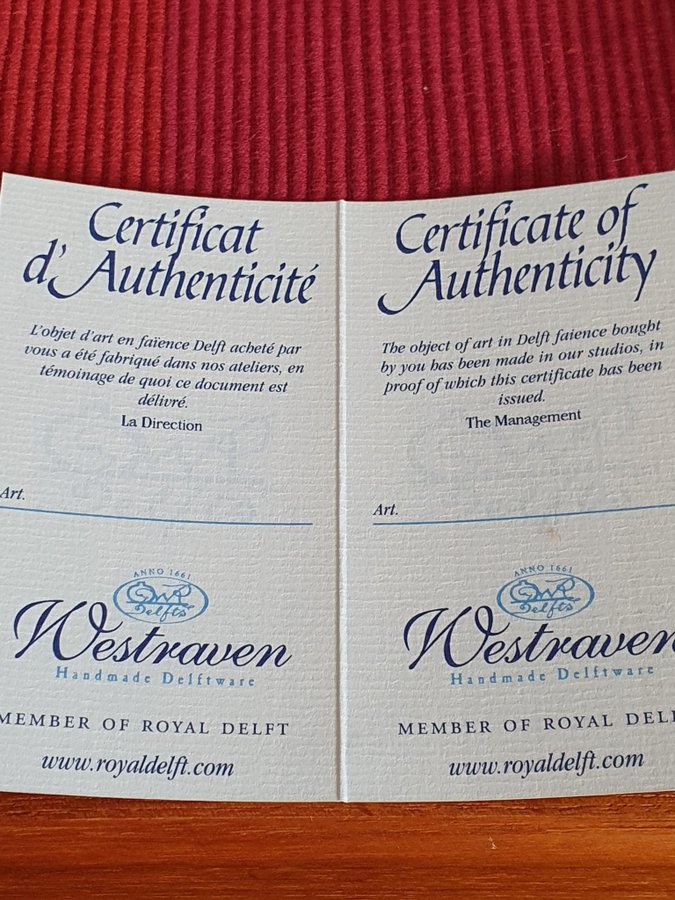 Certificat
d'Authenticité
L'objet d'art en faïence Delft acheté par
vous a été fabriqué dans nos ateliers, en
témoinage de quoi ce document est
délivré.
La Direction
Art.
ANNO 1661
Delfts
Westraven
Handmade Delftware
MEMBER OF ROYAL DELFT
www.royaldelft.com
Certificate of
Authenticity
The object of art in Delft faience bought
by you has been made in our studios, in
proof of which this certificate has been
issued.
The Management
Art.
ANNO 1661
Delfts
Westraven
Handmade Delftware
MEMBER OF ROYAL DEL
www.royaldelft.com